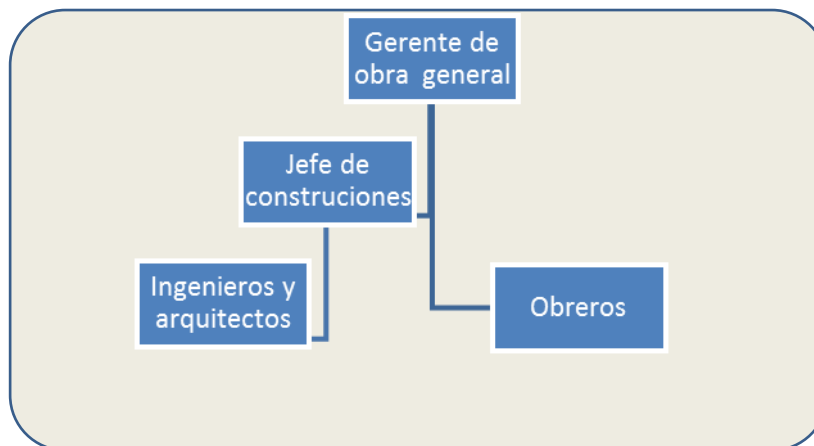 Gerente de
obra general
Jefe de
construciones
Ingenieros y
arquitectos
Obreros